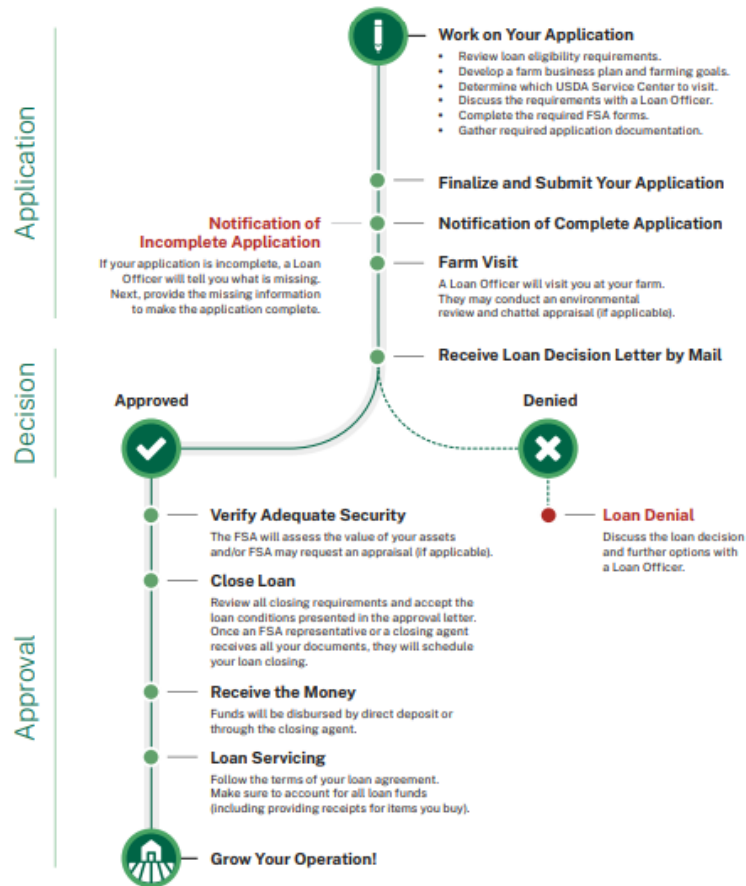 Application
Work on Your Application
• Review loan eligibility requirements.
• Develop a farm business plan and farming goals.
• Determine which USDA Service Center to visit.
• Discuss the requirements with a Loan Officer.
• Complete the required FSA forms.
• Gather required application documentation.
Finalize and Submit Your Application
Notification of
Incomplete Application
If your application is incomplete, a Loan
Officer will tell you what is missing.
Next, provide the missing information
to make the application complete.
Notification of Complete Application
Farm Visit
A Loan Officer will visit you at your farm.
They may conduct an environmental
review and chattel appraisal (if applicable).
Decision
Receive Loan Decision Letter by Mail
Approved
Denied
Loan Denial
Discuss the loan decision
and further options with
a Loan Officer.
Approval
Verify Adequate Security
The FSA will assess the value of your assets
and/or FSA may request an appraisal (if applicable).
Close Loan
Review all closing requirements and accept the
loan conditions presented in the approval letter.
Once an FSA representative or a closing agent
receives all your documents, they will schedule
your loan closing.
Receive the Money
Funds will be disbursed by direct deposit or
through the closing agent.
Loan Servicing
Follow the terms of your loan agreement.
Make sure to account for all loan funds
(including providing receipts for items you buy).
Grow Your Operation!